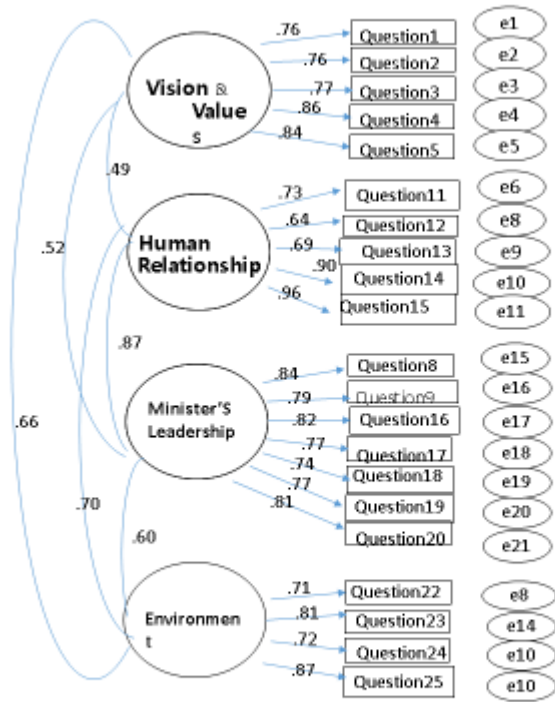 .76 Question1 e1
.76 Question2 e2
Vision & .77 Question3 e3
Value .86 Question4 e4
s .84 Question5 e5
.49
.73 Question11 e6
.64 Question12 e8
.52 Human .69 Question13 e9
Relationship .90 Question14 e10
.96 Question15 e11
.87
.84 Question8 e15
.79 Question9 e16
.66 Minister'S .82 Question16 e17
Leadership .77 Question17 e18
.74 Question18 e19
.70 .77 Question19 e20
.81 Question20 e21
.60
.71 Question22 e8
Environmen .81 Question23 e14
t .72 Question24 e10
.87 Question25 e10